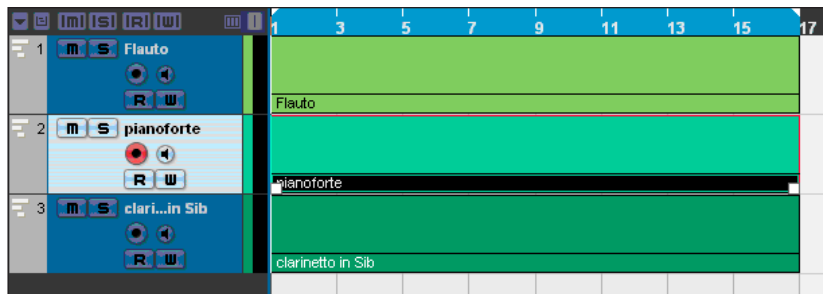 [m] [S] [R] [W] 1 3 5 7 9 11 13 15 17
1 m S Flauto
R W
Flauto
2 m S pianoforte
R W
pianoforte
3 m S clari...in Sib
R W
clarinetto in Sib